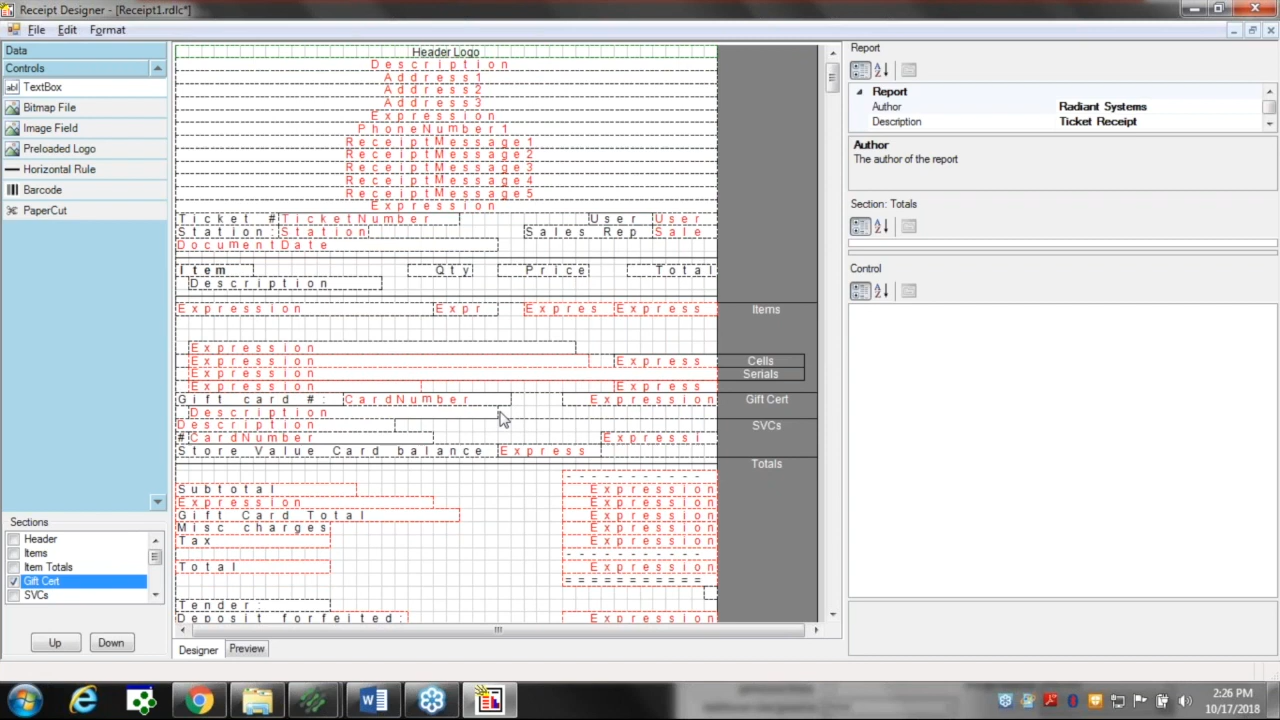 Receipt Designer - [Receipt1.rdlc*]
File Edit Format
Data
Controls
TextBox
Bitmap File
Image Field
Preloaded Logo
Horizontal Rule
Barcode
PaperCut
Sections
Header
Items
Item Totals
Gift Cert
SVCs
Up Down
Header Logo
Description
Address1
Address2
Address3
Expression
PhoneNumber1
ReceiptMessage1
ReceiptMessage2
ReceiptMessage3
ReceiptMessage4
ReceiptMessage5
Expression
Ticket # TicketNumber User User
Station Station Sales Rep Sale
DocumentDate
Item Qty Price Total
Description
Expression Expr Expres Express Items
Expression
Expression Express Cells
Expression Serials
Expression Express
Gift card #: CardNumber Expression Gift Cert
Description
Description SVCs
# CardNumber Expressi
Store Value Card balance Express
Totals
- - - - - - - - - - -
Subtotal Expression
Expression Expression
Gift Card Total Expression
Misc charges Expression
Tax Expression
- - - - - - - - - - -
Total Expression
= = = = = = = = = = =
Tender:
Deposit forfeited: Expression
Designer Preview
Report
Report
Author Radiant Systems
Description Ticket Receipt
Author
The author of the report
Section: Totals
Control
2:26 PM
10/17/2018